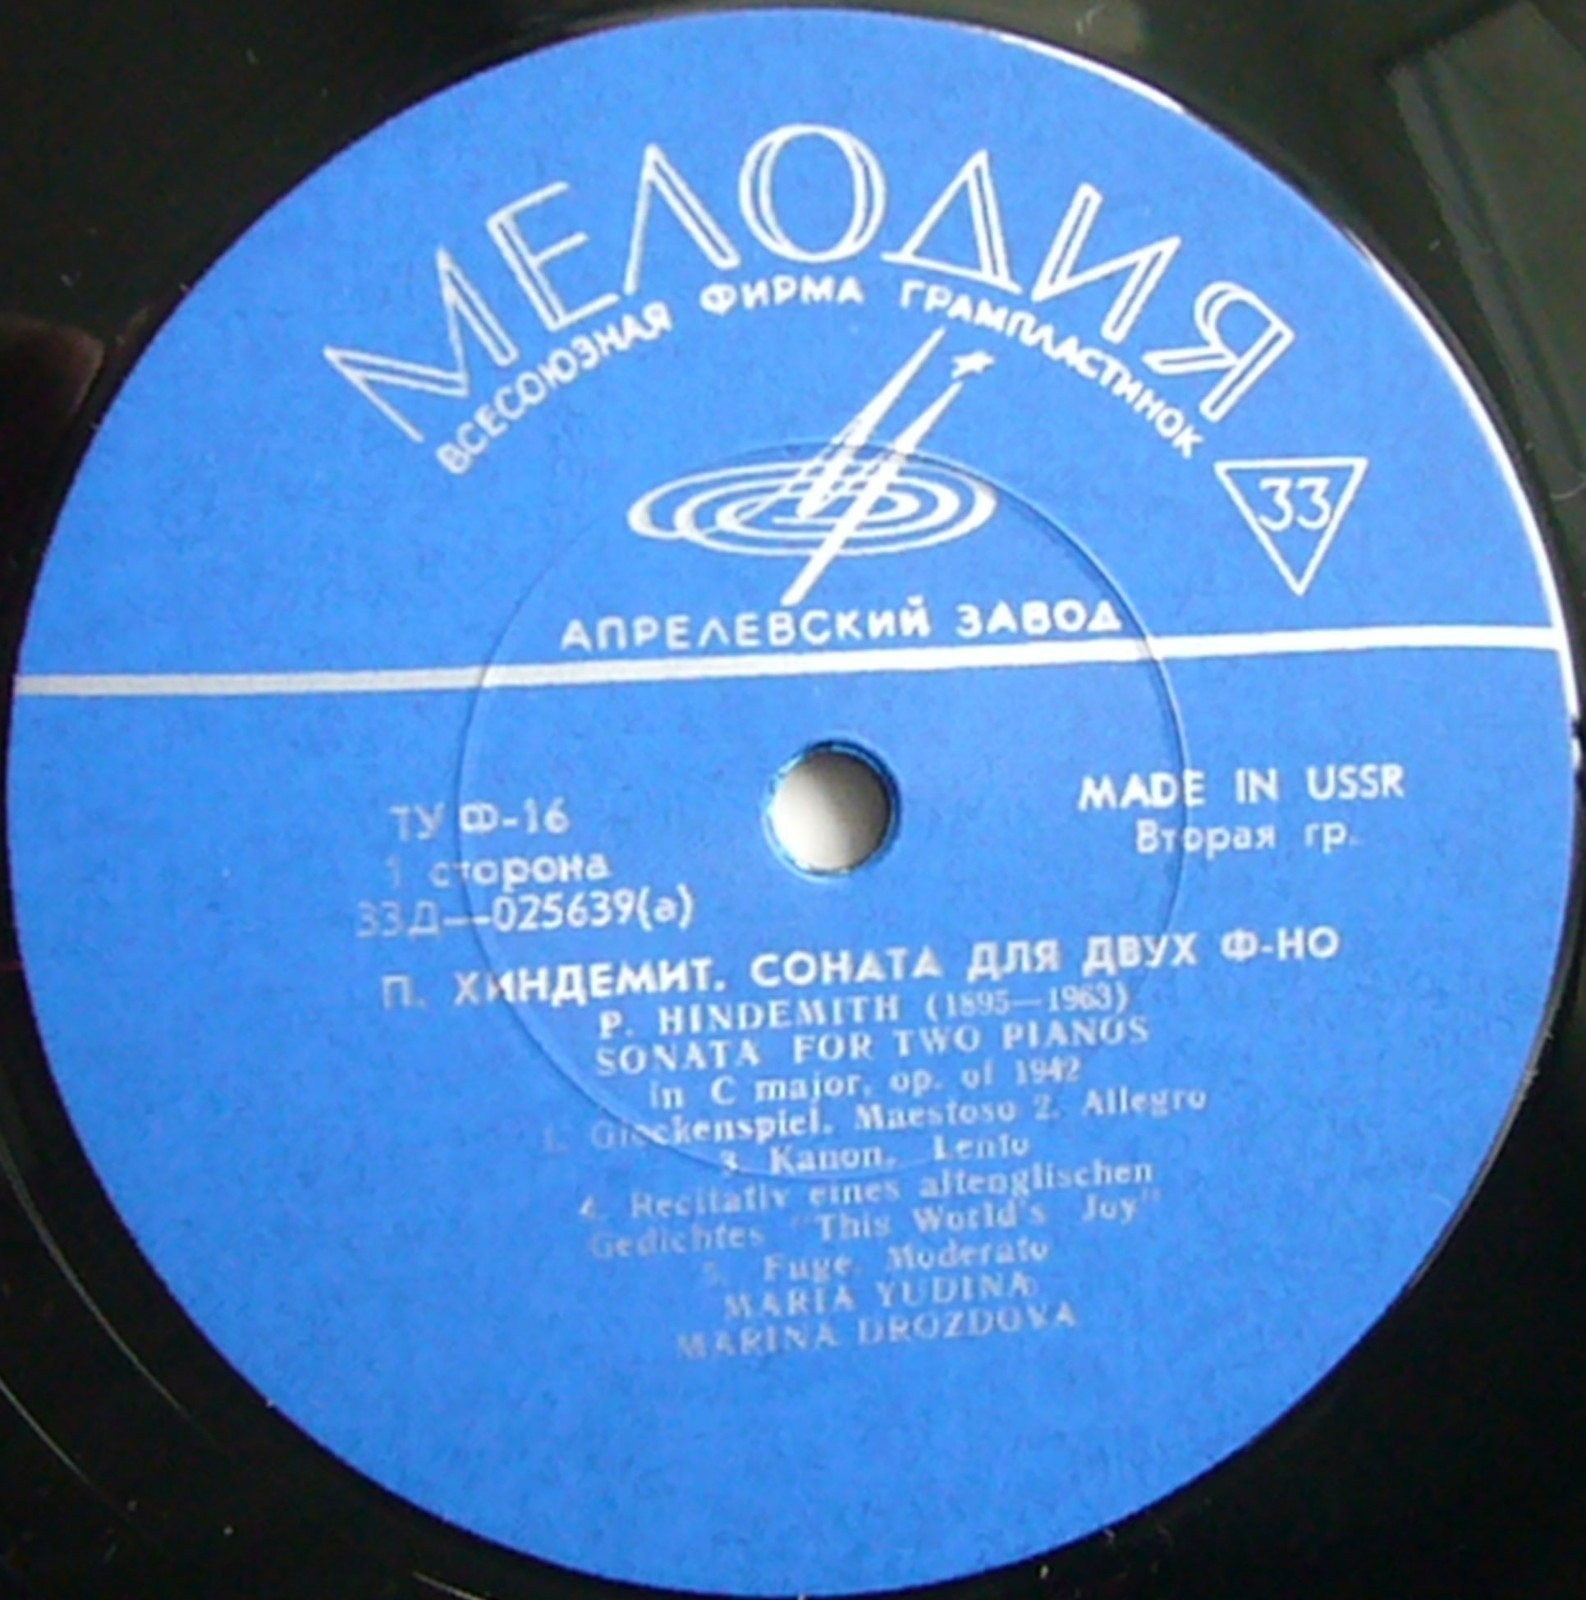 МЕЛОДИЯ
ВСЕСОЮЗНАЯ ФИРМА ГРАМПЛАСТИНОК
33
АПРЕЛЕВСКИЙ ЗАВОД
MADE IN USSR
Вторая гр.
ТУ Ф-16
1 сторона
33Д—025639(а)
П. ХИНДЕМИТ. СОНАТА ДЛЯ ДВУХ Ф-НО
P. HINDEMITH (1895—1963)
SONATA FOR TWO PIANOS
in C major, op. of 1942
1. Glockenspiel. Maestoso 2. Allegro
3. Kanon. Lento
4. Recitativ eines altenglischen
Gedichtes "This World's Joy"
5. Fuge. Moderato
MARIA YUDINA
MARINA DROZDOVA